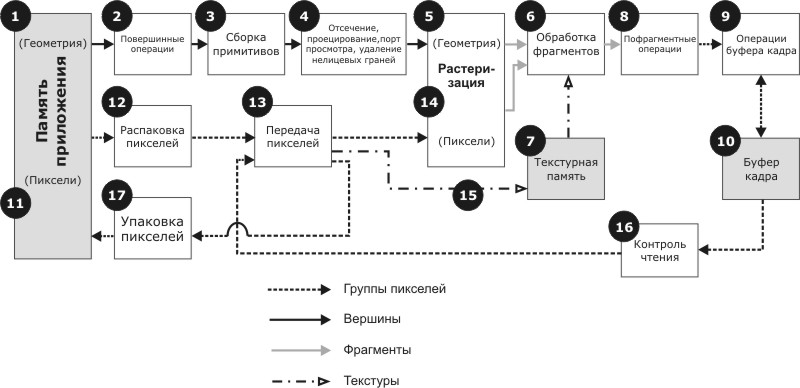 1
(Геометрия)
Память
приложения
(Пиксели)
11
2
Повершинные
операции
3
Сборка
примитивов
4
Отсечение,
проецирование,порт
просмотра, удаление
нелицевых граней
5
(Геометрия)
Растери-
зация
14
(Пиксели)
6
Обработка
фрагментов
8
Пофрагментные
операции
9
Операции
буфера кадра
12
Распаковка
пикселей
13
Передача
пикселей
7
Текстурная
память
10
Буфер
кадра
15
17
Упаковка
пикселей
16
Контроль
чтения
Группы пикселей
Вершины
Фрагменты
Текстуры